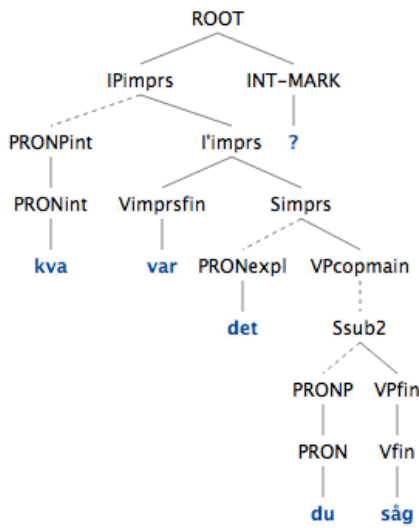 ROOT
IPimprs INT-MARK
PRONPint I'imprs ?
PRONint Vimprsfin Simprs
kva var PRONexpl VPcopmain
det Ssub2
PRONP VPfin
PRON Vfin
du såg